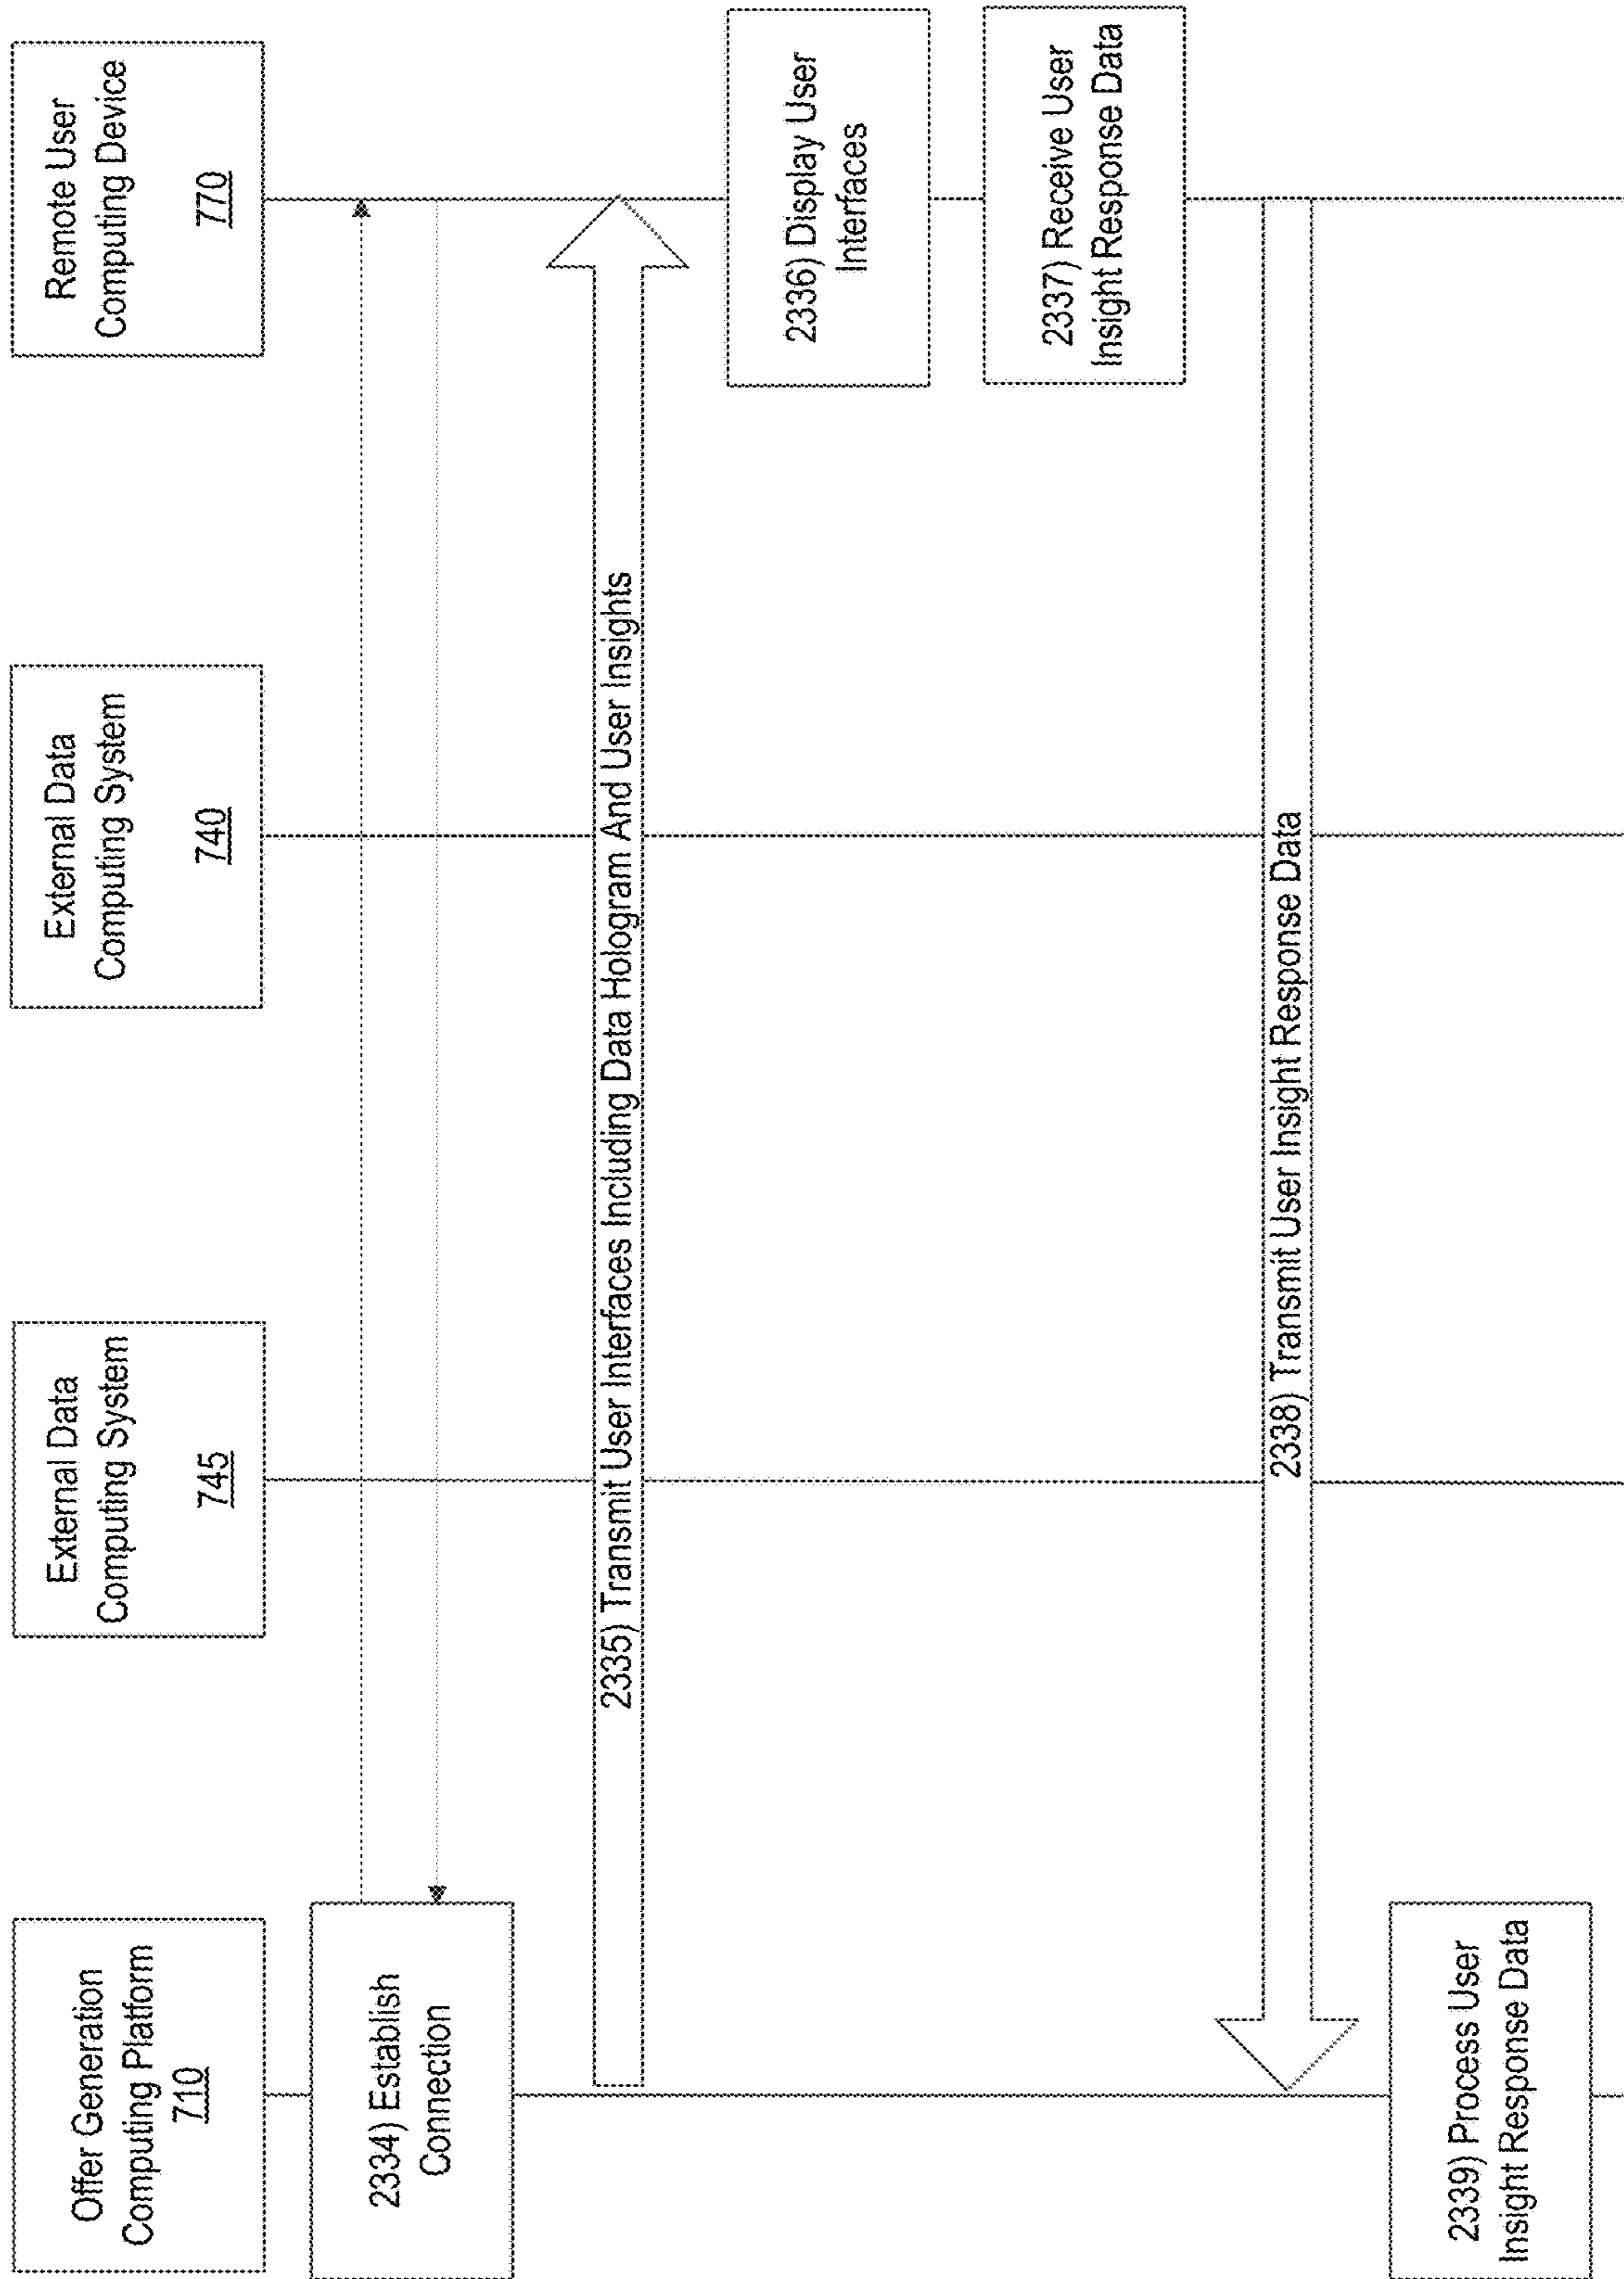 Offer Generation
Computing Platform
710
External Data
Computing System
745
External Data
Computing System
740
Remote User
Computing Device
770
2334) Establish
Connection
2335) Transmit User Interfaces Including Data Hologram And User Insights
2336) Display User
Interfaces
2337) Receive User
Insight Response Data
2338) Transmit User Insight Response Data
2339) Process User
Insight Response Data